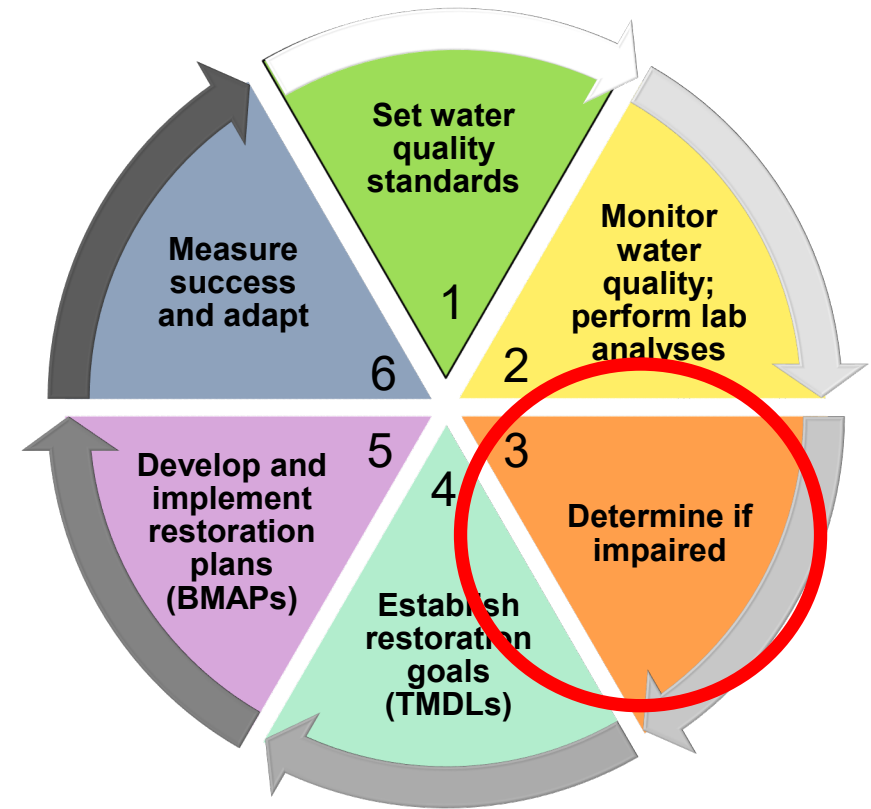 Set water
quality
standards
1
Monitor
water
quality;
perform lab
analyses
2
3
Determine if
impaired
4
Establish
restoration
goals
(TMDLs)
5
Develop and
implement
restoration
plans
(BMAPs)
Measure
success
and adapt
6